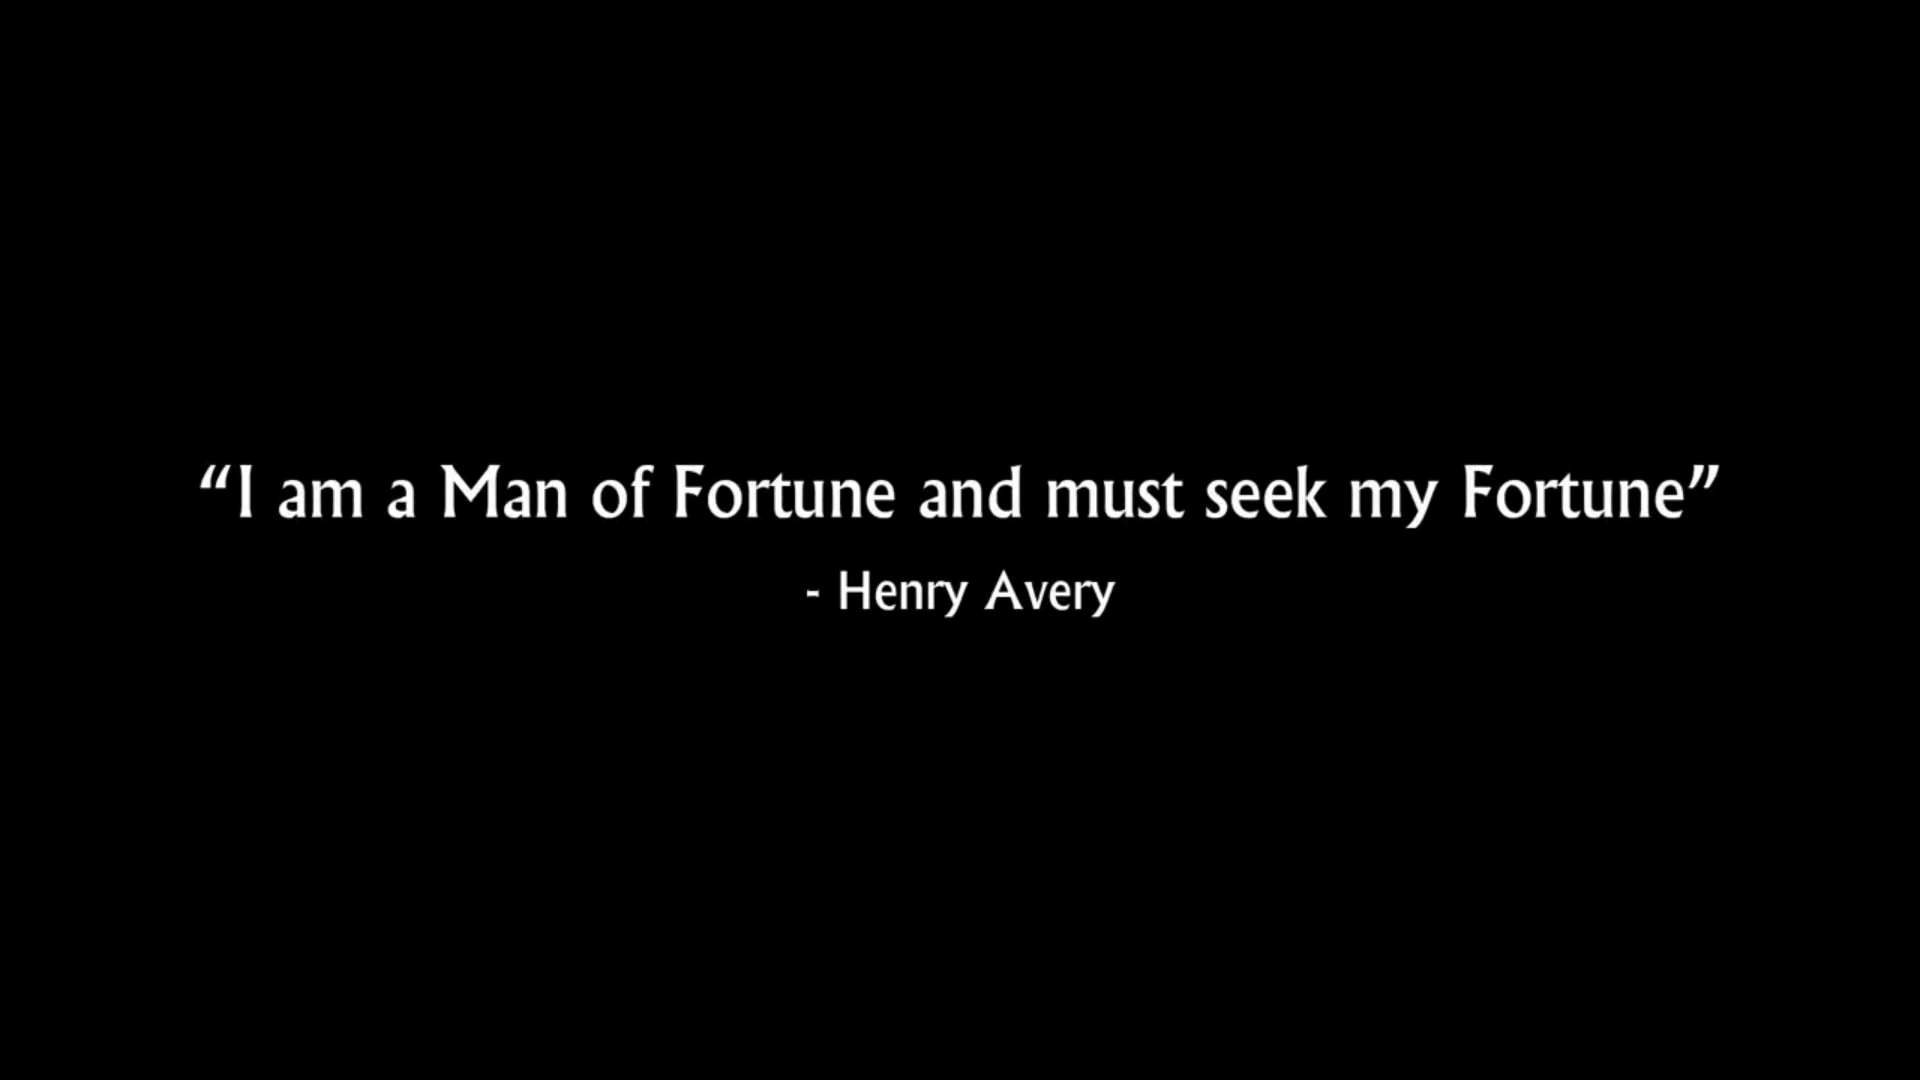 “I am a Man of Fortune and must seek my Fortune”
- Henry Avery